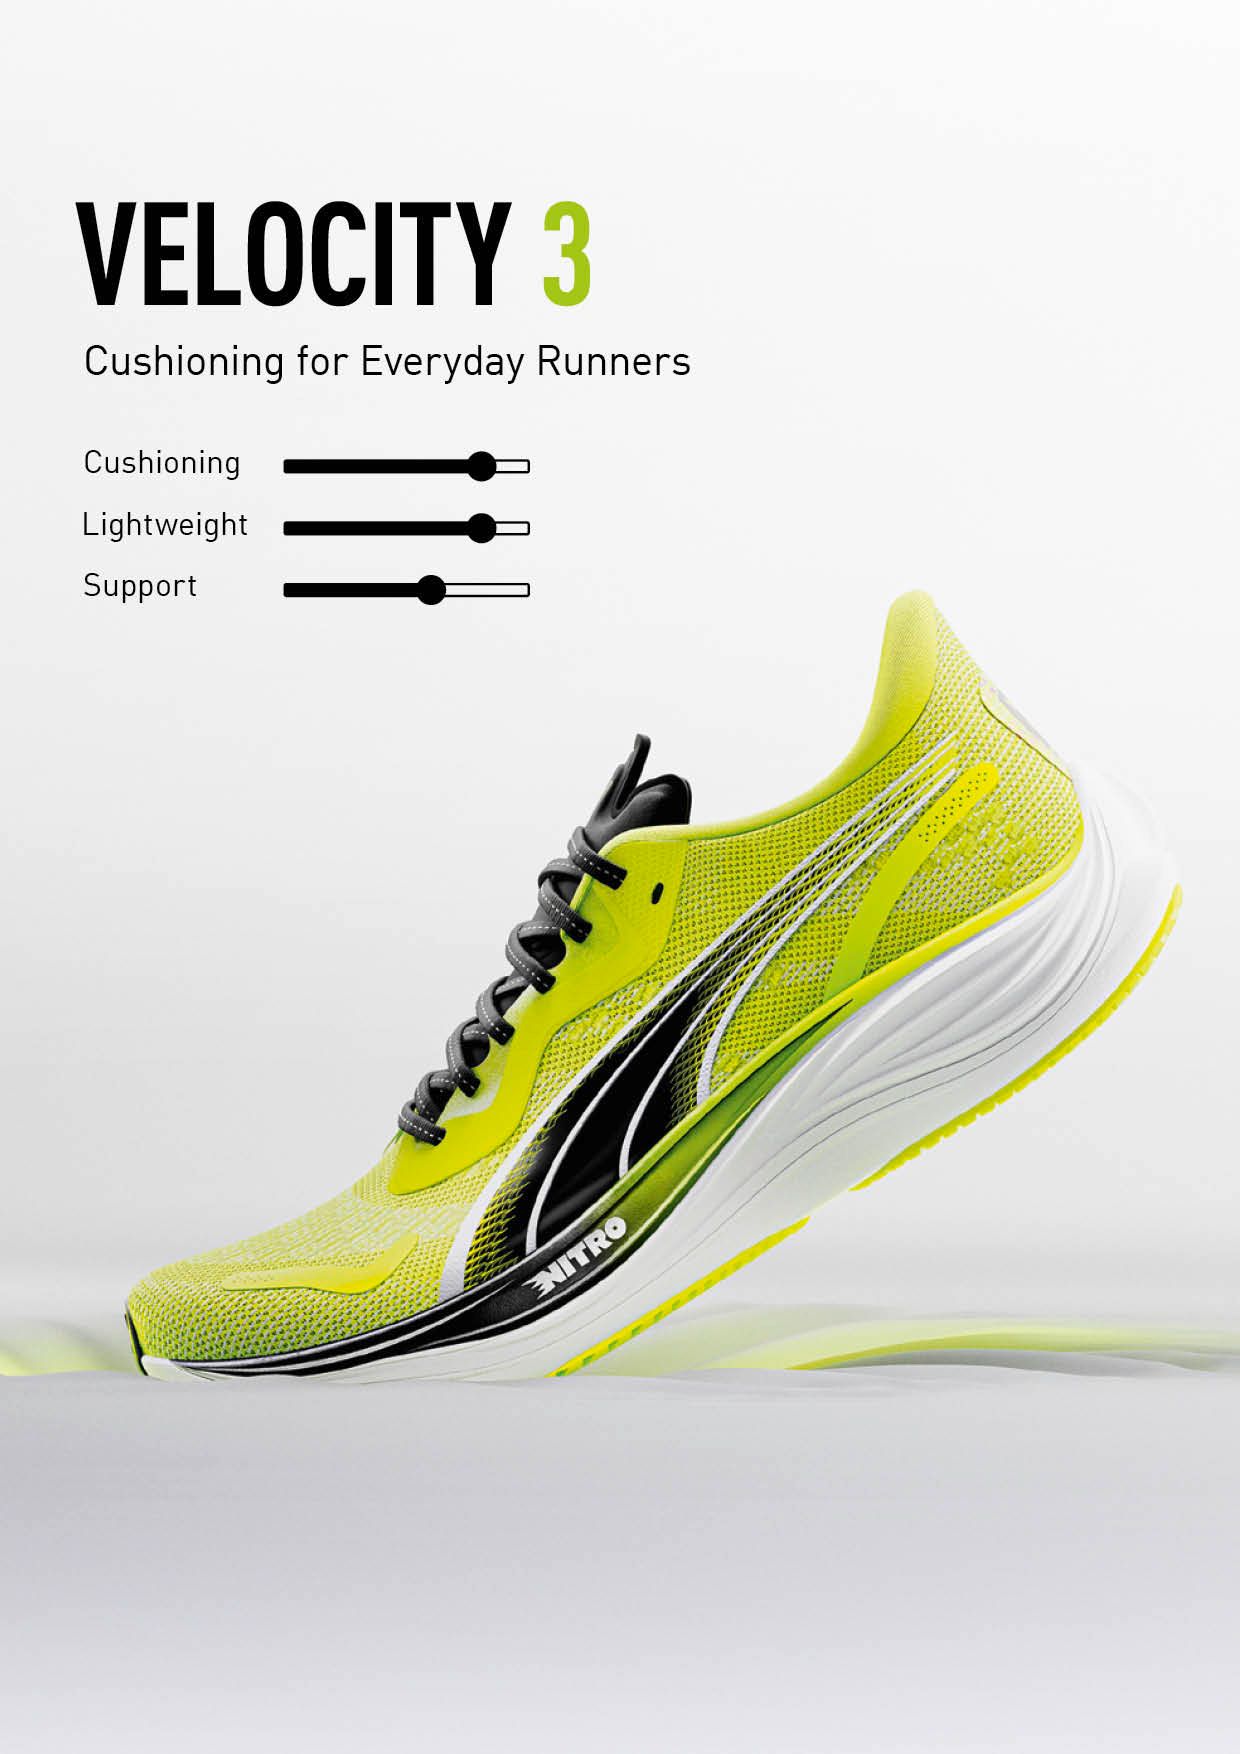 VELOCITY 3
Cushioning for Everyday Runners
Cushioning
Lightweight
Support
NITRO